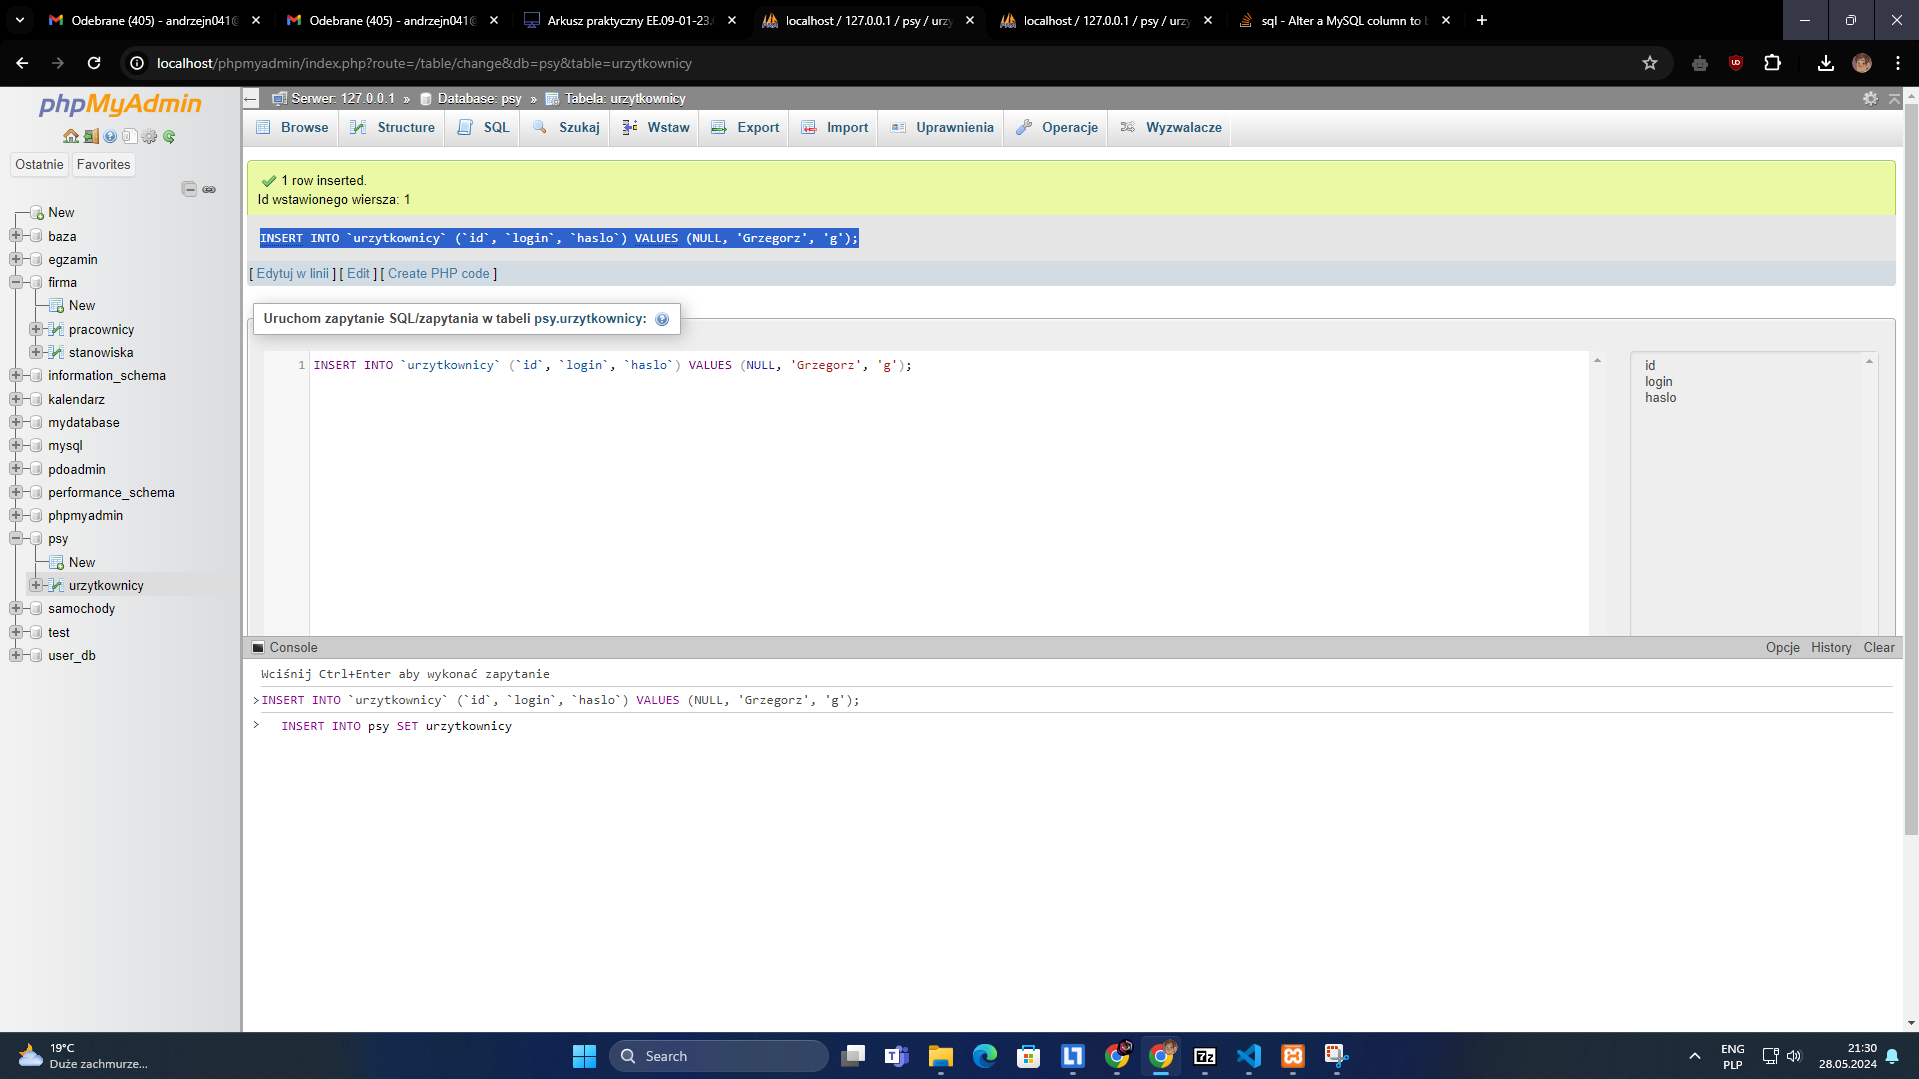 Odebrane (405) - andrzejn041@
Odebrane (405) - andrzejn041@
Arkusz praktyczny EE.09-01-23.0
localhost / 127.0.0.1 / psy / urzy
localhost / 127.0.0.1 / psy / urzy
sql - Alter a MySQL column to b
localhost/phpmyadmin/index.php?route=/table/change&db=psy&table=urzytkownicy
phpMyAdmin
Ostatnie
Favorites
New
baza
egzamin
firma
New
pracownicy
stanowiska
information_schema
kalendarz
mydatabase
mysql
pdoadmin
performance_schema
phpmyadmin
psy
New
urzytkownicy
samochody
test
user_db
Serwer: 127.0.0.1 » Database: psy » Tabela: urzytkownicy
Browse
Structure
SQL
Szukaj
Wstaw
Export
Import
Uprawnienia
Operacje
Wyzwalacze
1 row inserted.
Id wstawionego wiersza: 1
INSERT INTO `urzytkownicy` (`id`, `login`, `haslo`) VALUES (NULL, 'Grzegorz', 'g');
[ Edytuj w linii ] [ Edit ] [ Create PHP code ]
Uruchom zapytanie SQL/zapytania w tabeli psy.urzytkownicy:
1 INSERT INTO `urzytkownicy` (`id`, `login`, `haslo`) VALUES (NULL, 'Grzegorz', 'g');
id
login
haslo
Console
Opcje
History
Clear
Wciśnij Ctrl+Enter aby wykonać zapytanie
>INSERT INTO `urzytkownicy` (`id`, `login`, `haslo`) VALUES (NULL, 'Grzegorz', 'g');
> INSERT INTO psy SET urzytkownicy
19°C
Duże zachmurze...
Search
ENG
PLP
21:30
28.05.2024